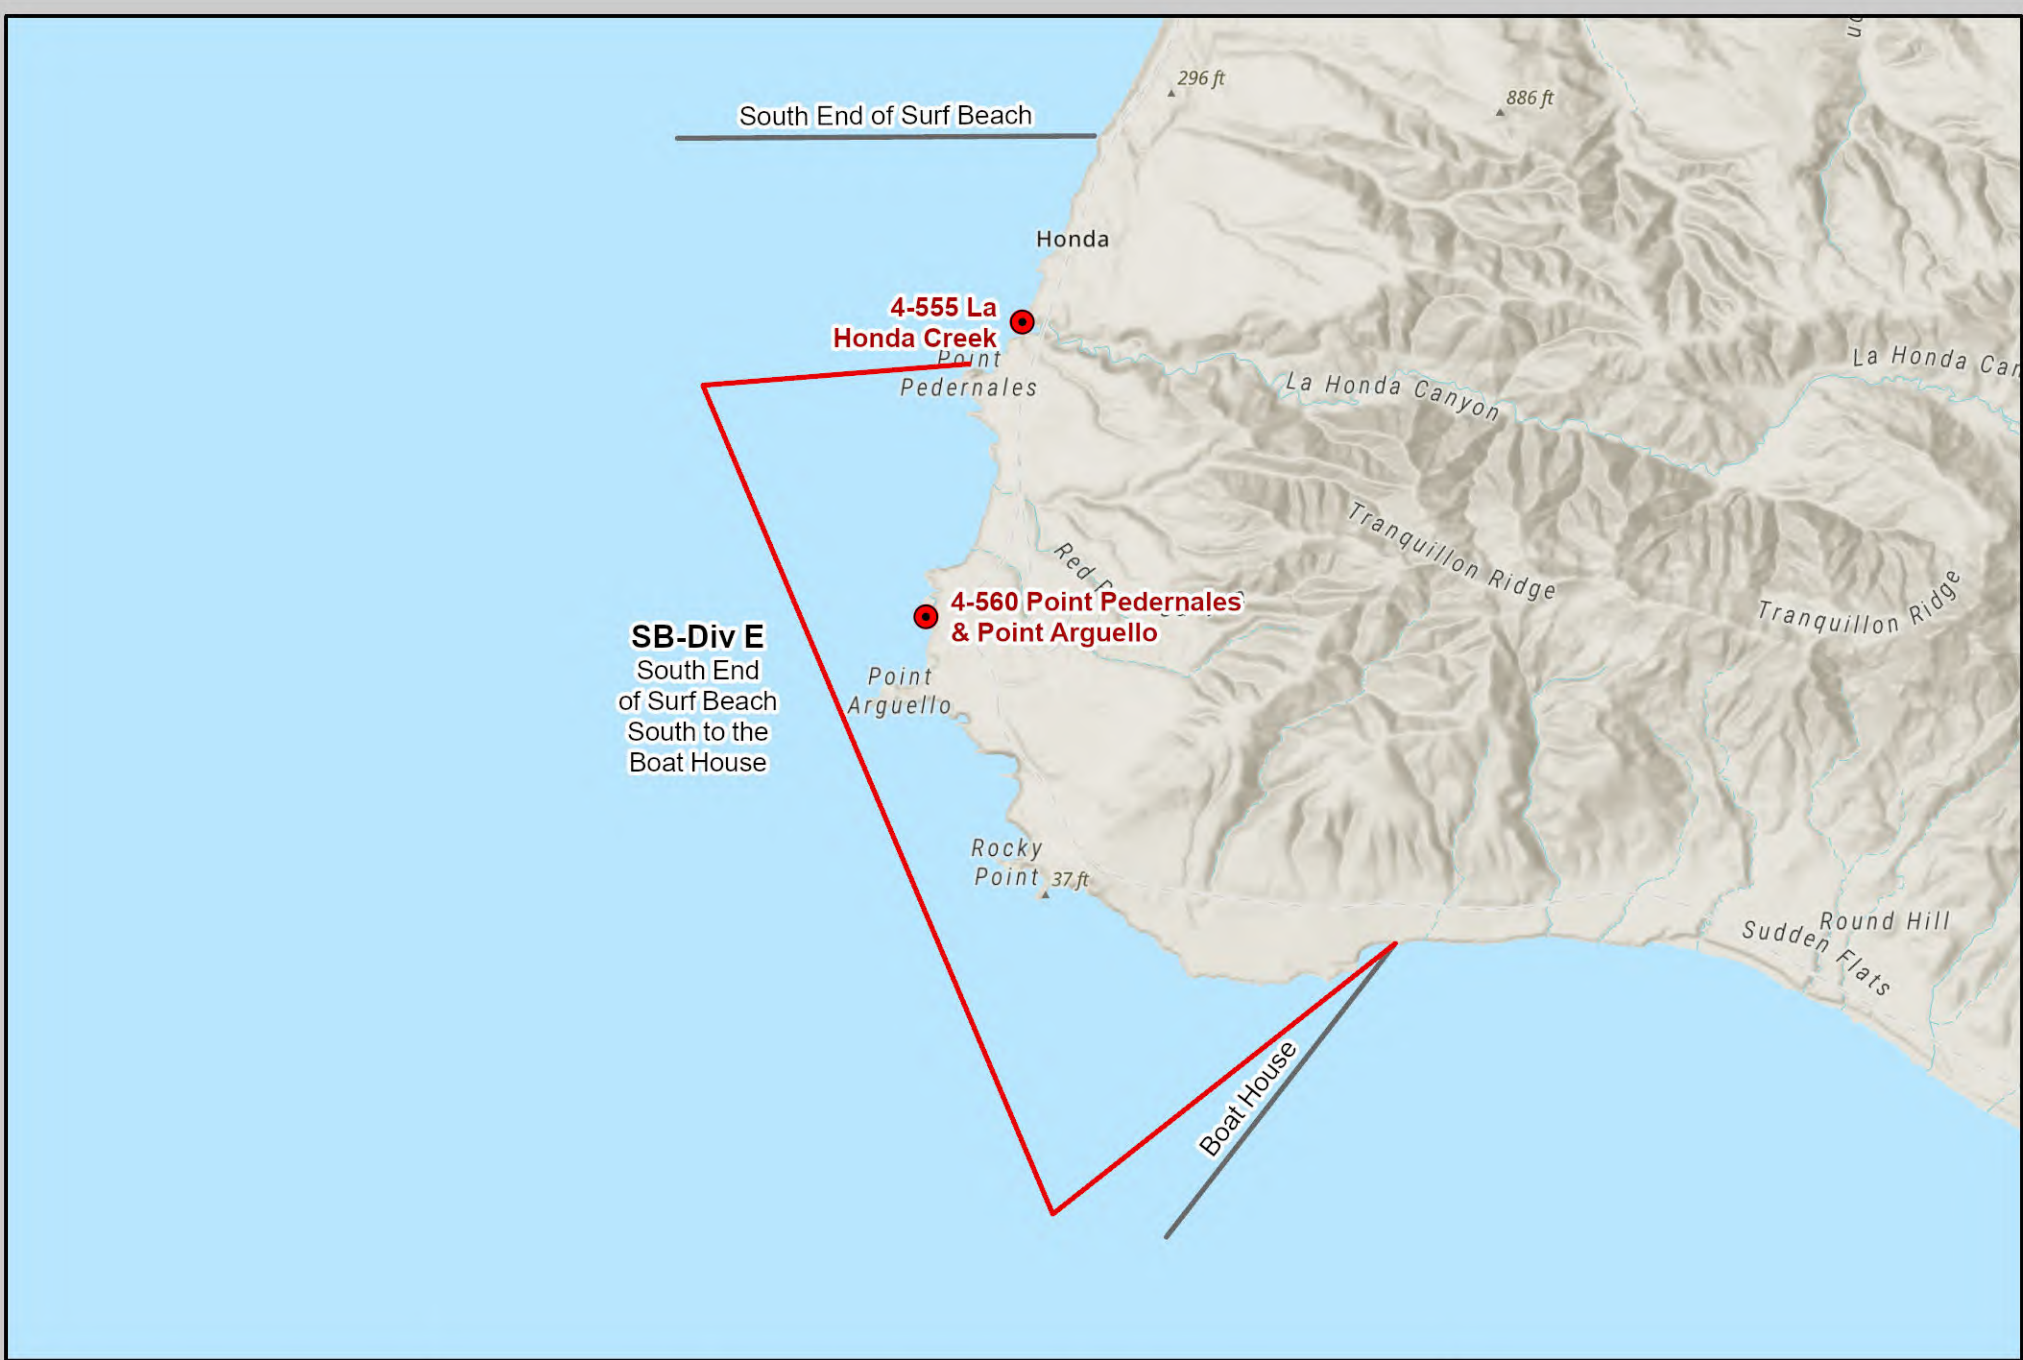 296 ft
886 ft
South End of Surf Beach
Honda
4-555 La
Honda Creek
Point
Pedernales
La Honda Canyon
La Honda Can
Tranquillon Ridge
Red
4-560 Point Pedernales
& Point Arguello
Tranquillon Ridge
SB-Div E
South End
of Surf Beach
South to the
Boat House
Point
Arguello
Rocky
Point 37 ft
Round Hill
Sudden Flats
Boat House